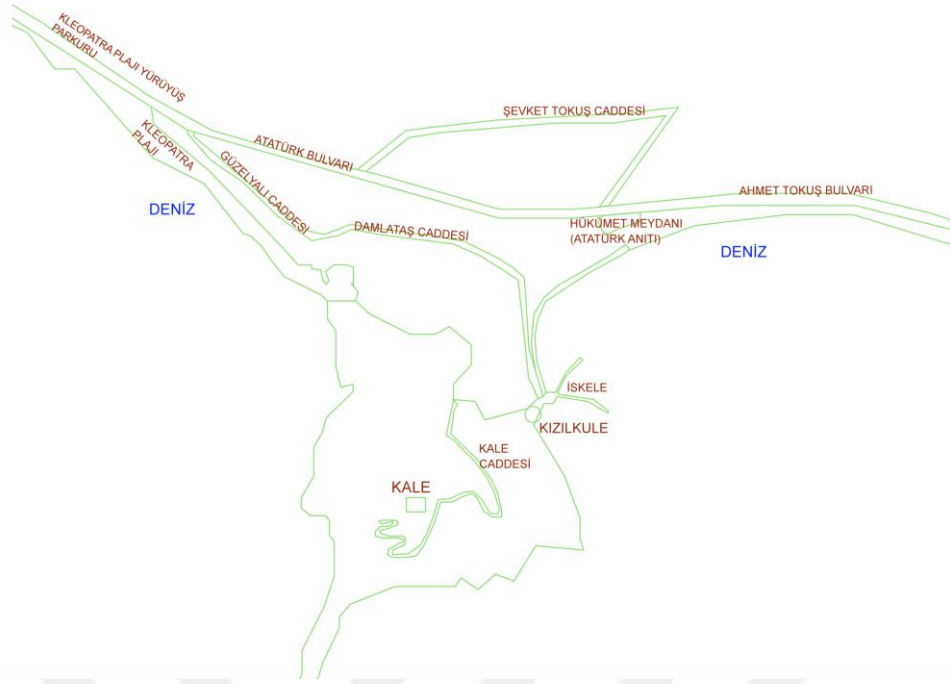 KLEOPATRA PLAJI YÜRÜYÜŞ
PARKURU
ŞEVKET TOKUŞ CADDESİ
KLEOPATRA
PLAJI
ATATÜRK BULVARI
GÜZELYALI CADDESİ
AHMET TOKUŞ BULVARI
DENİZ
DAMLATAŞ CADDESİ
HÜKÜMET MEYDANI
(ATATÜRK ANITI)
DENİZ
İSKELE
KIZILKULE
KALE
CADDESİ
KALE